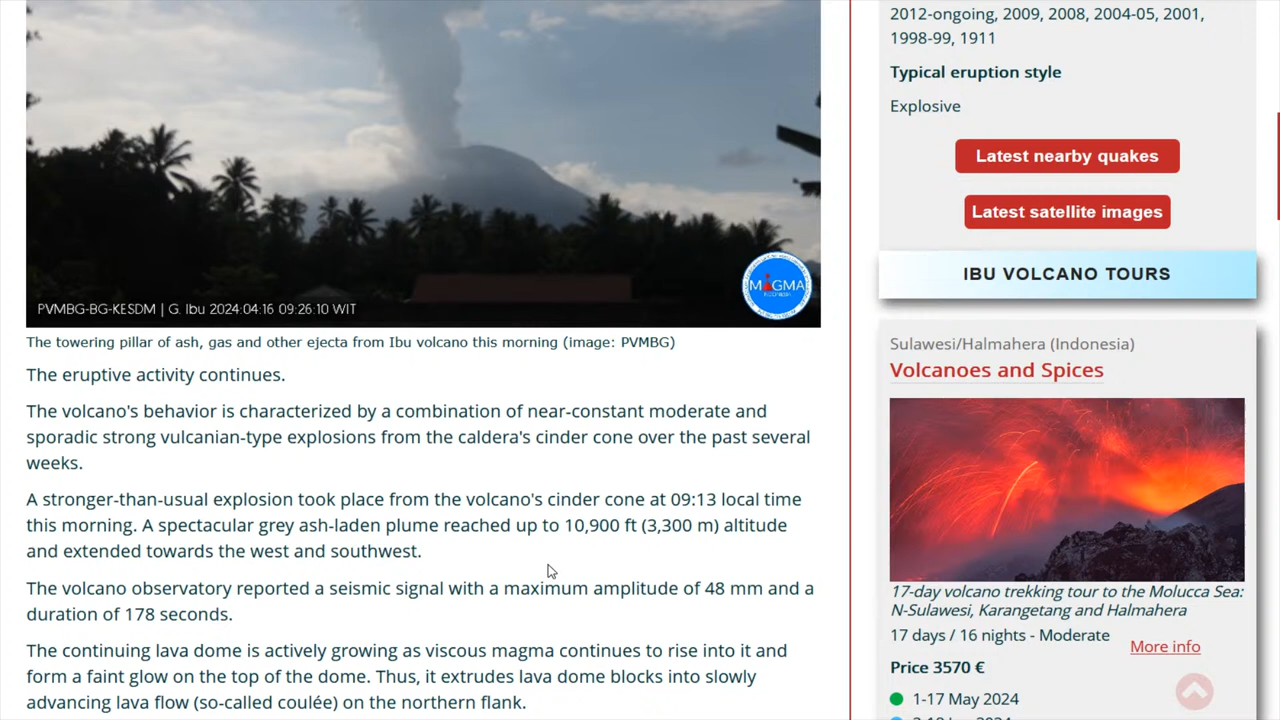 PVMBG-BG-KESDM | G. Ibu 2024:04:16 09:26:10 WIT
MAGMA
The towering pillar of ash, gas and other ejecta from Ibu volcano this morning (image: PVMBG)
The eruptive activity continues.
The volcano's behavior is characterized by a combination of near-constant moderate and
sporadic strong vulcanian-type explosions from the caldera's cinder cone over the past several
weeks.
A stronger-than-usual explosion took place from the volcano's cinder cone at 09:13 local time
this morning. A spectacular grey ash-laden plume reached up to 10,900 ft (3,300 m) altitude
and extended towards the west and southwest.
The volcano observatory reported a seismic signal with a maximum amplitude of 48 mm and a
duration of 178 seconds.
The continuing lava dome is actively growing as viscous magma continues to rise into it and
form a faint glow on the top of the dome. Thus, it extrudes lava dome blocks into slowly
advancing lava flow (so-called coulée) on the northern flank.
2012-ongoing, 2009, 2008, 2004-05, 2001,
1998-99, 1911
Typical eruption style
Explosive
Latest nearby quakes
Latest satellite images
IBU VOLCANO TOURS
Sulawesi/Halmahera (Indonesia)
Volcanoes and Spices
17-day volcano trekking tour to the Molucca Sea:
N-Sulawesi, Karangetang and Halmahera
17 days / 16 nights - Moderate
More info
Price 3570 €
1-17 May 2024